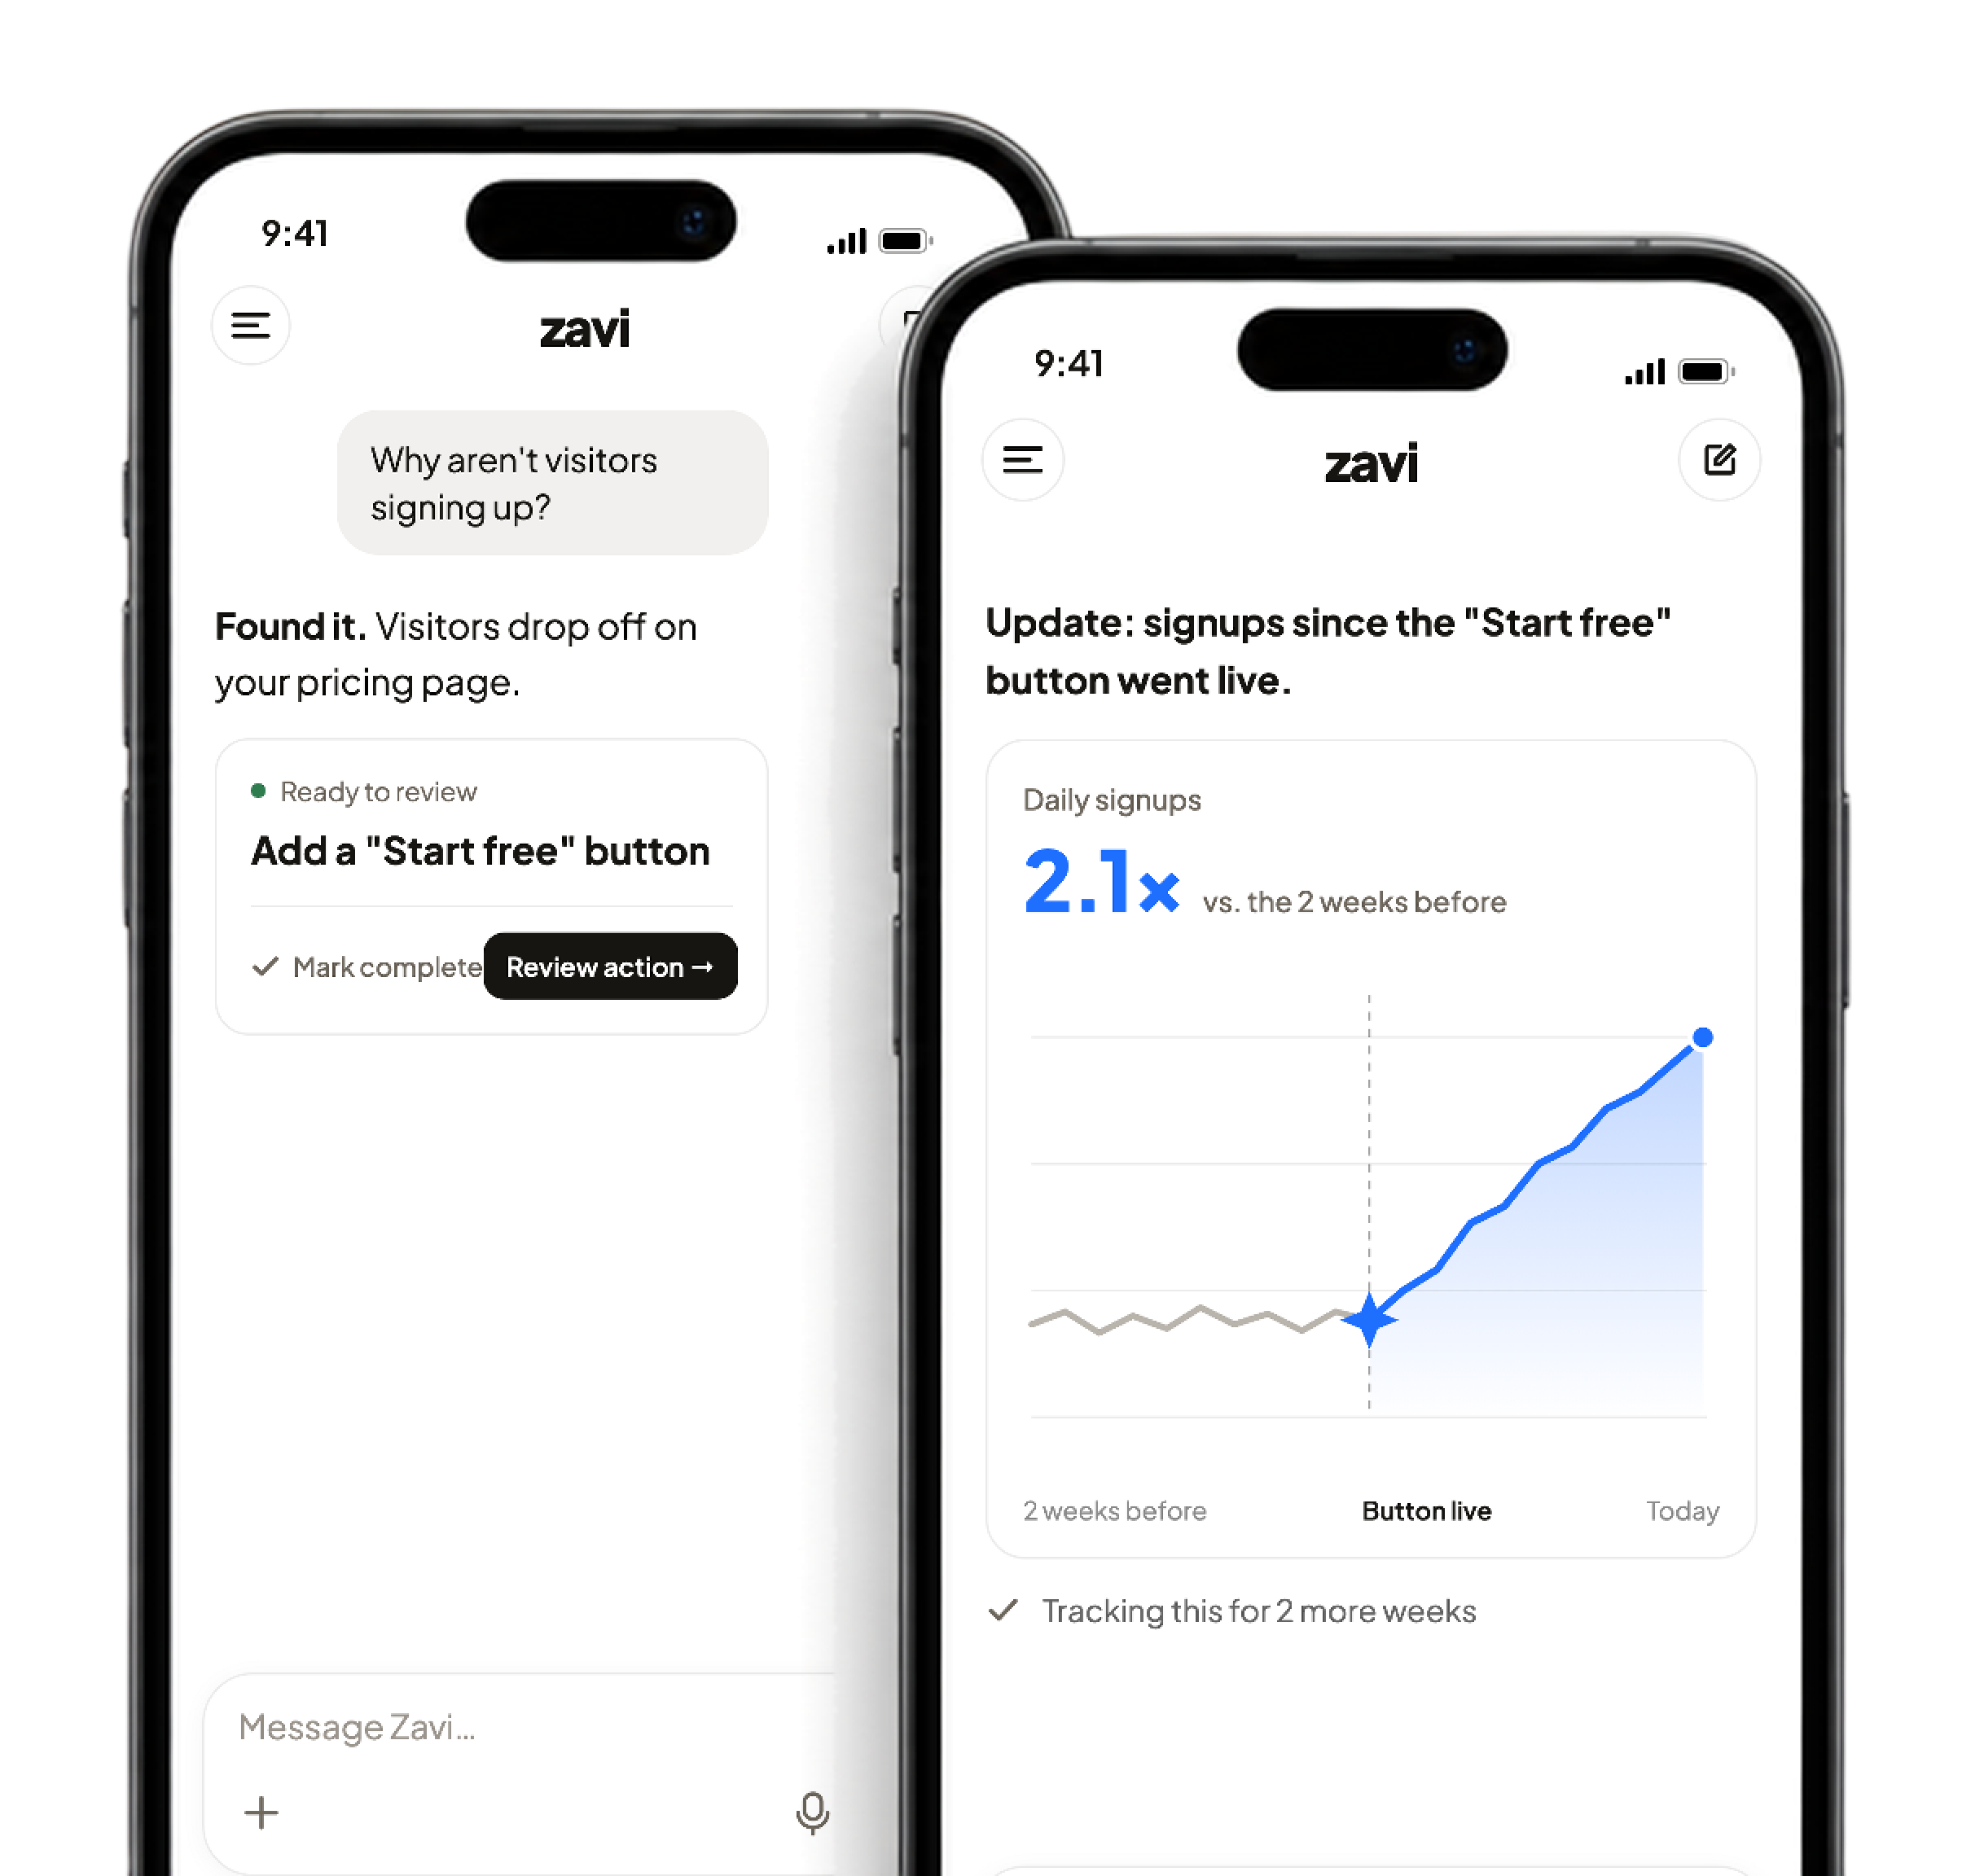 9:41
zavi
Why aren't visitors
signing up?
Found it. Visitors drop off on
your pricing page.
Ready to review
Add a "Start free" button
Mark complete
Review action →
Message Zavi...
9:41
zavi
Update: signups since the "Start free"
button went live.
Daily signups
2.1× vs. the 2 weeks before
2 weeks before
Button live
Today
Tracking this for 2 more weeks